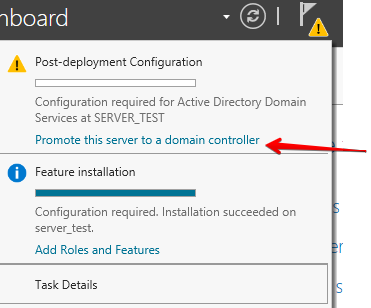 nboard
Post-deployment Configuration
Configuration required for Active Directory Domain
Services at SERVER_TEST
Promote this server to a domain controller
Feature installation
Configuration required. Installation succeeded on
server_test.
Add Roles and Features
Task Details